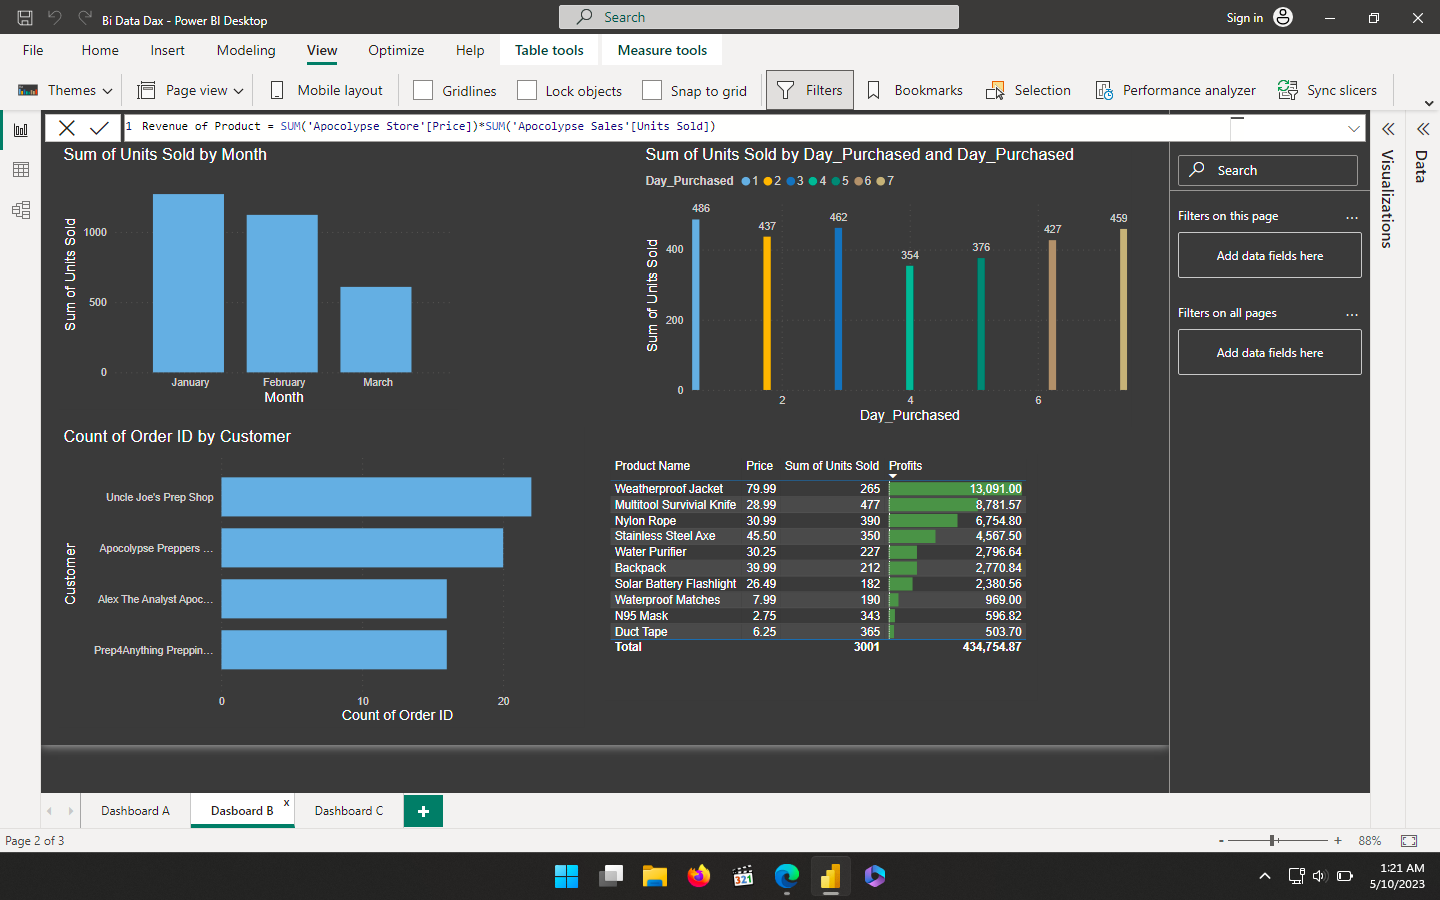 Bi Data Dax - Power BI Desktop
Search
Sign in
File Home Insert Modeling View Optimize Help Table tools Measure tools
Themes Page view Mobile layout Gridlines Lock objects Snap to grid Filters Bookmarks Selection Performance analyzer Sync slicers
1 Revenue of Product = SUM('Apocolypse Store'[Price])*SUM('Apocolypse Sales'[Units Sold])
Sum of Units Sold by Month
Sum of Units Sold
1000
500
0
January February March
Month
Sum of Units Sold by Day_Purchased and Day_Purchased
Day_Purchased 1 2 3 4 5 6 7
Sum of Units Sold
400
200
0
486 437 462 354 376 427 459
2 4 6
Day_Purchased
Count of Order ID by Customer
Customer
Uncle Joe's Prep Shop
Apocolypse Preppers ...
Alex The Analyst Apoc...
Prep4Anything Preppin...
0 10 20
Count of Order ID
Product Name Price Sum of Units Sold Profits
Weatherproof Jacket 79.99 265 13,091.00
Multitool Survivial Knife 28.99 477 8,781.57
Nylon Rope 30.99 390 6,754.80
Stainless Steel Axe 45.50 350 4,567.50
Water Purifier 30.25 227 2,796.64
Backpack 39.99 212 2,770.84
Solar Battery Flashlight 26.49 182 2,380.56
Waterproof Matches 7.99 190 969.00
N95 Mask 2.75 343 596.82
Duct Tape 6.25 365 503.70
Total 3001 434,754.87
Search
Filters on this page ...
Add data fields here
Filters on all pages ...
Add data fields here
Visualizations
Data
Dashboard A Dasboard B x Dashboard C +
Page 2 of 3
- + 88%
321
1:21 AM
5/10/2023